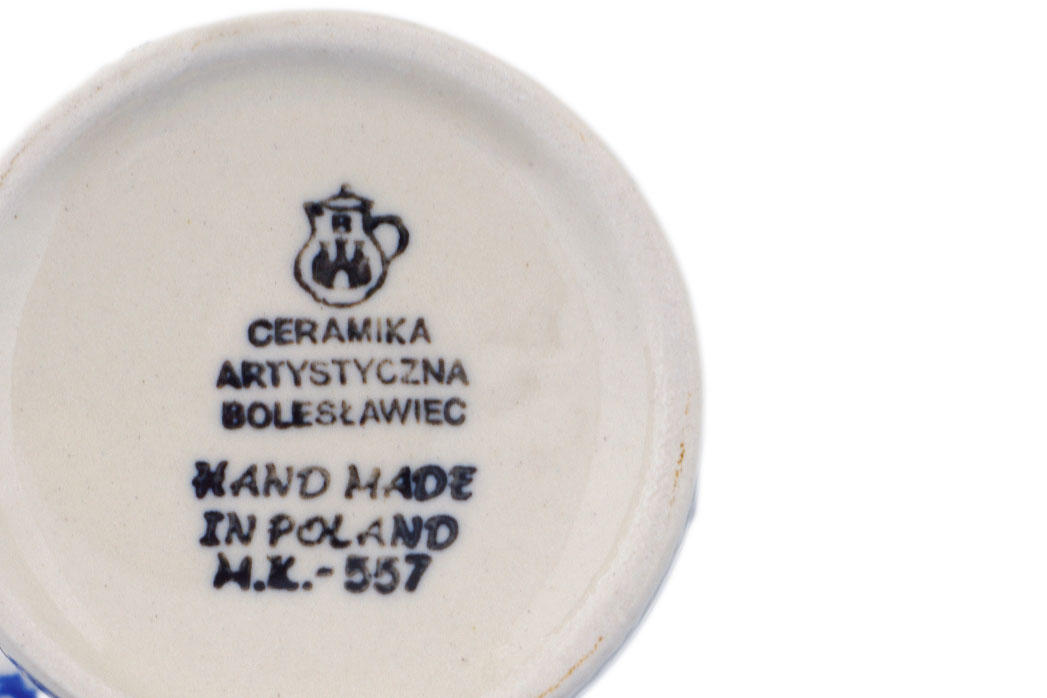 CERAMIKA
ARTYSTYCZNA
BOLESŁAWIEC
HAND MADE
IN POLAND
M.K.-557